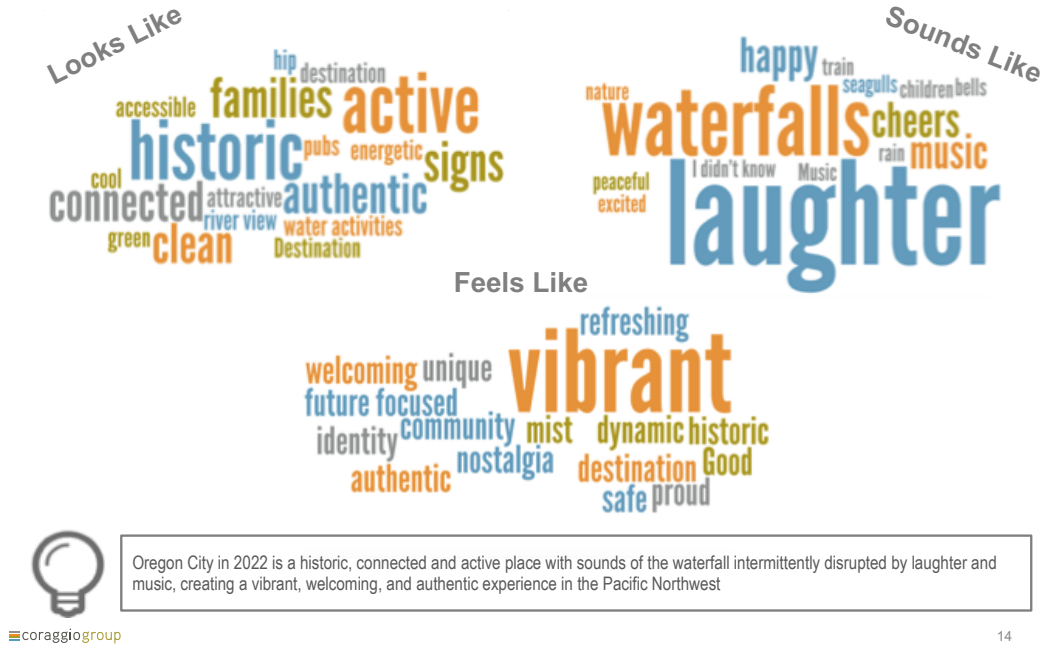 Looks Like
hip
destination
accessible families active
historic pubs energetic signs
cool
connected attractive authentic
river view water activities
green clean Destination
Sounds Like
happy train
seagulls children bells
nature
waterfalls cheers
rain music
I didn't know Music
peaceful
laughter
excited
Feels Like
refreshing
vibrant
welcoming unique
future focused
community mist dynamic historic
identity
nostalgia destination Good
authentic
safe proud
Oregon City in 2022 is a historic, connected and active place with sounds of the waterfall intermittently disrupted by laughter and
music, creating a vibrant, welcoming, and authentic experience in the Pacific Northwest
coraggiogroup
14